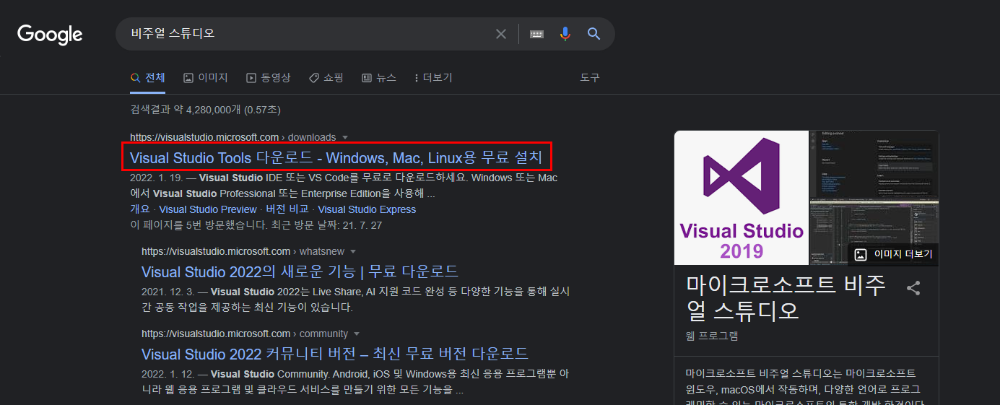 Google
비주얼 스튜디오
전체 이미지 동영상 쇼핑 뉴스 더보기 도구
검색결과 약 4,280,000개 (0.57초)
https://visualstudio.microsoft.com › downloads
Visual Studio Tools 다운로드 - Windows, Mac, Linux용 무료 설치
2022. 1. 19. — Visual Studio IDE 또는 VS Code를 무료로 다운로드하세요. Windows 또는 Mac
에서 Visual Studio Professional 또는 Enterprise Edition을 사용해 ...
개요 · Visual Studio Preview · 버전 비교 · Visual Studio Express
이 페이지를 5번 방문했습니다. 최근 방문 날짜: 21. 7. 27
https://visualstudio.microsoft.com › whatsnew
Visual Studio 2022의 새로운 기능 | 무료 다운로드
2021. 12. 3. — Visual Studio 2022는 Live Share, AI 지원 코드 완성 등 다양한 기능을 통해 실시
간 공동 작업을 제공하는 최신 기능이 있습니다.
https://visualstudio.microsoft.com › community
Visual Studio 2022 커뮤니티 버전 – 최신 무료 버전 다운로드
2022. 1. 12. — Visual Studio Community. Android, iOS 및 Windows용 최신 응용 프로그램뿐 아
니라 웹 응용 프로그램 및 클라우드 서비스를 만들기 위한 모든 기능을 ...
Visual Studio
2019
이미지 더보기
마이크로소프트 비주
얼 스튜디오
웹 프로그램
마이크로소프트 비주얼 스튜디오는 마이크로소프트
윈도우, macOS에서 작동하며, 다양한 언어로 프로그
래밍할 수 있는 마이크로소프트의 통합 개발 환경이다